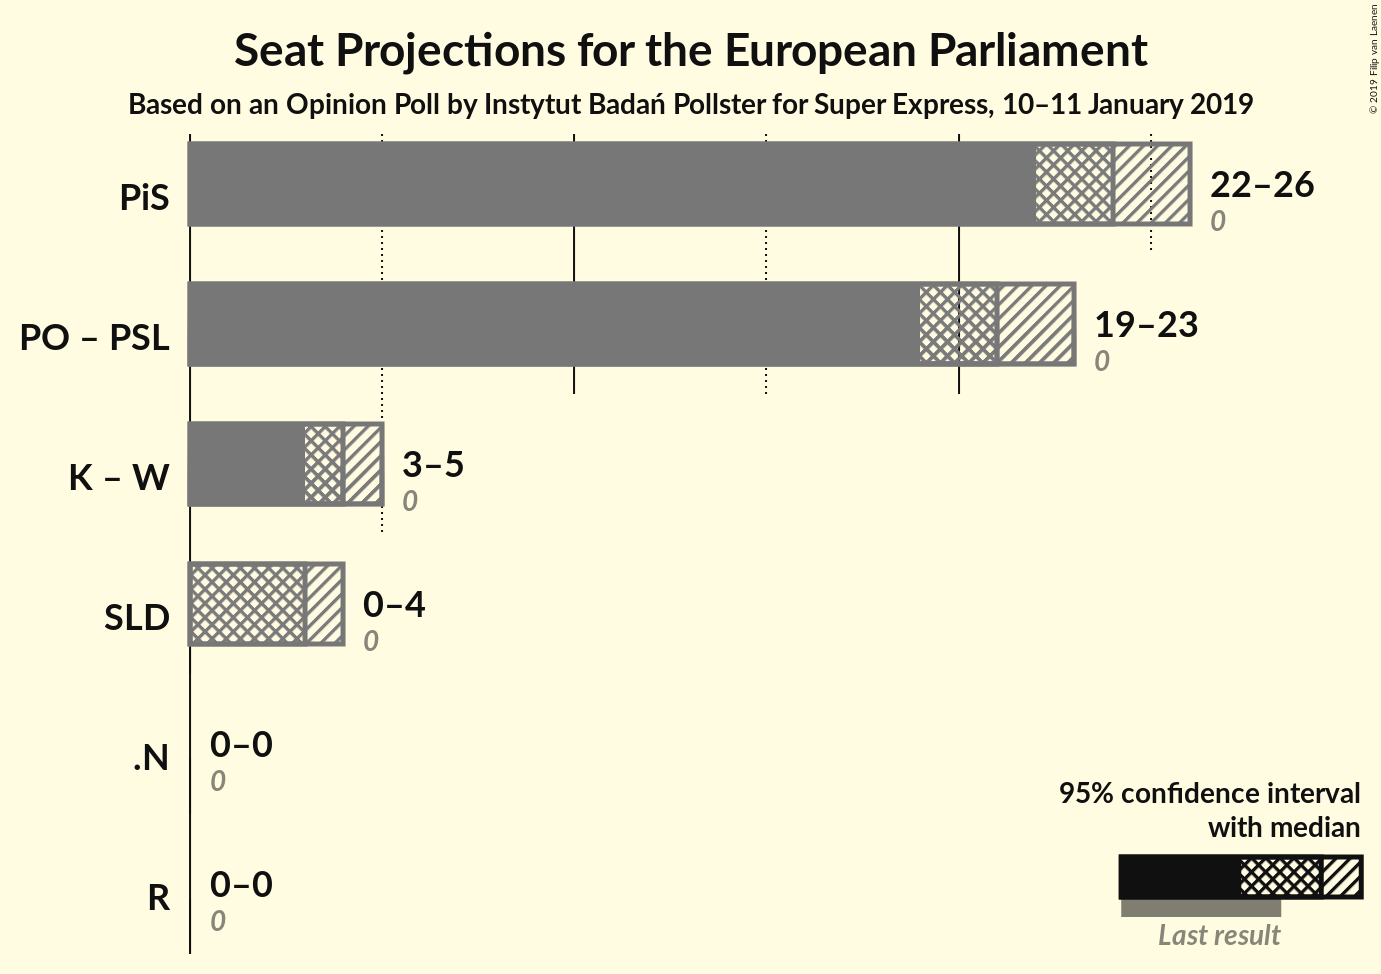 Seat Projections for the European Parliament
Based on an Opinion Poll by Instytut Badań Pollster for Super Express, 10–11 January 2019
© 2019 Filip van Laenen
PiS
22–26
0
PO – PSL
19–23
0
K – W
3–5
0
SLD
0–4
0
.N
0–0
0
R
0–0
0
95% confidence interval
with median
Last result